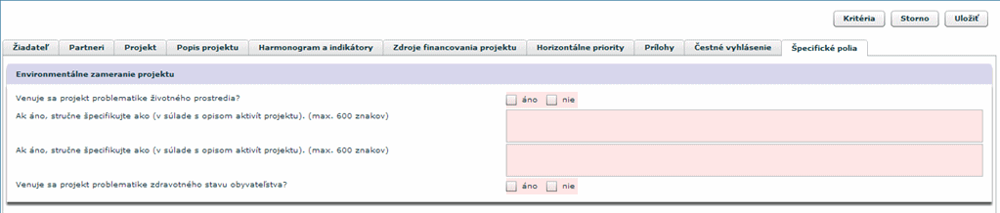 Kritéria Storno Uložiť
Žiadateľ Partneri Projekt Popis projektu Harmonogram a indikátory Zdroje financovania projektu Horizontálne priority Prílohy Čestné vyhlásenie Špecifické polia
Environmentálne zameranie projektu
Venuje sa projekt problematike životného prostredia? áno nie
Ak áno, stručne špecifikujte ako (v súlade s opisom aktivít projektu). (max. 600 znakov)
Ak áno, stručne špecifikujte ako (v súlade s opisom aktivít projektu). (max. 600 znakov)
Venuje sa projekt problematike zdravotného stavu obyvateľstva? áno nie